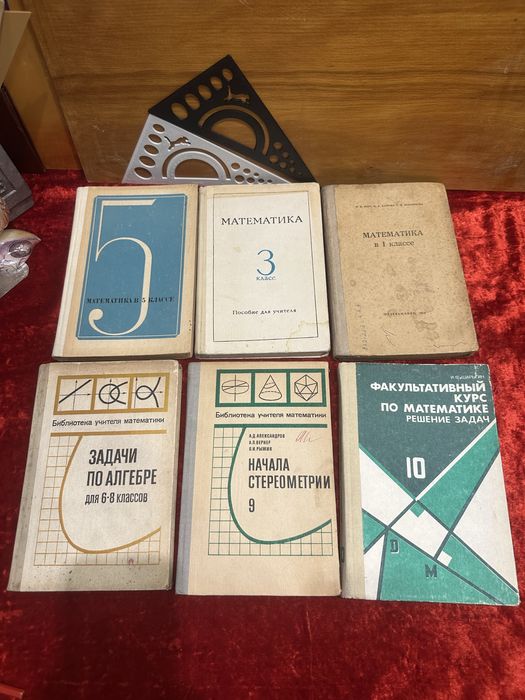 5
МАТЕМАТИКА В 5 КЛАССЕ
МАТЕМАТИКА
3
КЛАСС
Пособие для учителя
МАТЕМАТИКА
в 1 классе
Библиотека учителя математики
ЗАДАЧИ
ПО АЛГЕБРЕ
для 6-8 классов
Библиотека учителя математики
А.Д.АЛЕКСАНДРОВ
А.Л.ВЕРНЕР
В.И.РЫЖИК
НАЧАЛА
СТЕРЕОМЕТРИИ
9
И.Ф.ШАРЫГИН
ФАКУЛЬТАТИВНЫЙ
КУРС
ПО МАТЕМАТИКЕ
РЕШЕНИЕ ЗАДАЧ
10
D
M